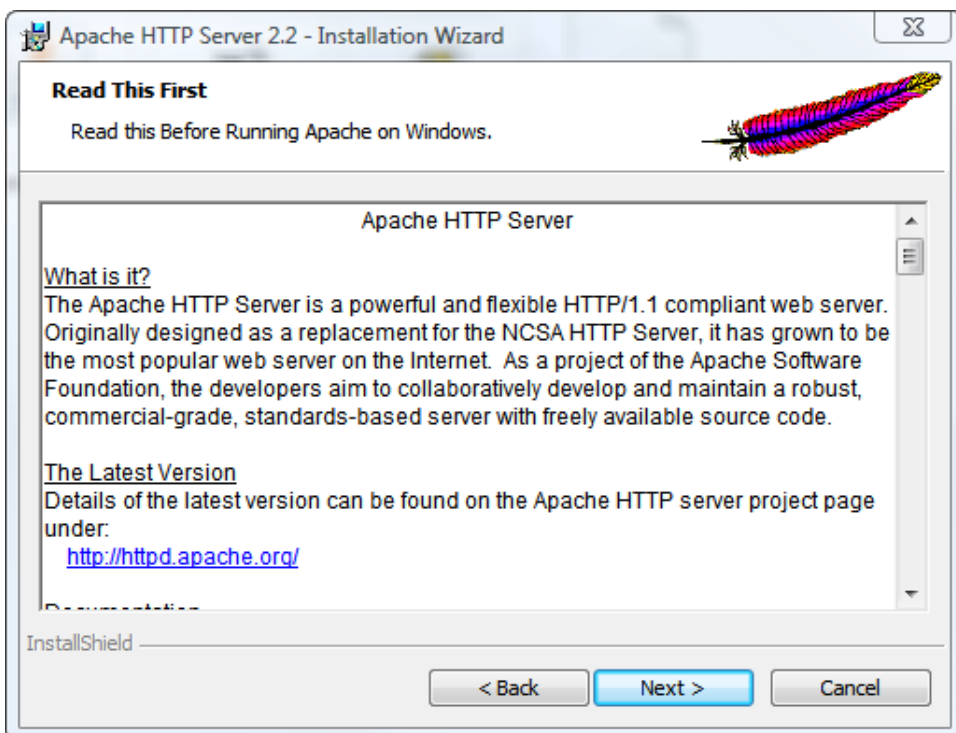 Apache HTTP Server 2.2 - Installation Wizard
Read This First
Read this Before Running Apache on Windows.
Apache HTTP Server
What is it?
The Apache HTTP Server is a powerful and flexible HTTP/1.1 compliant web server.
Originally designed as a replacement for the NCSA HTTP Server, it has grown to be
the most popular web server on the Internet.  As a project of the Apache Software
Foundation, the developers aim to collaboratively develop and maintain a robust,
commercial-grade, standards-based server with freely available source code.
The Latest Version
Details of the latest version can be found on the Apache HTTP server project page
under:
http://httpd.apache.org/
Documentation
InstallShield
< Back
Next >
Cancel